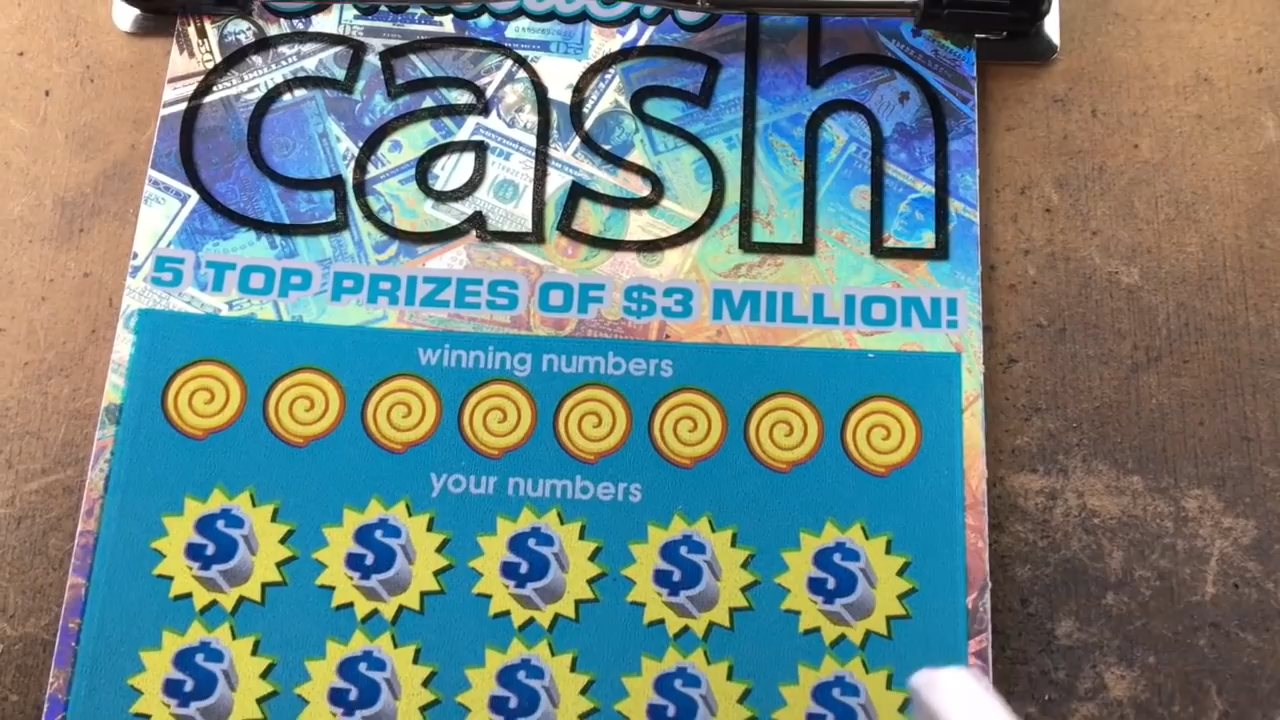 cash
5 TOP PRIZES OF $3 MILLION!
winning numbers
your numbers
$ $ $ $ $
$ $ $ $ $